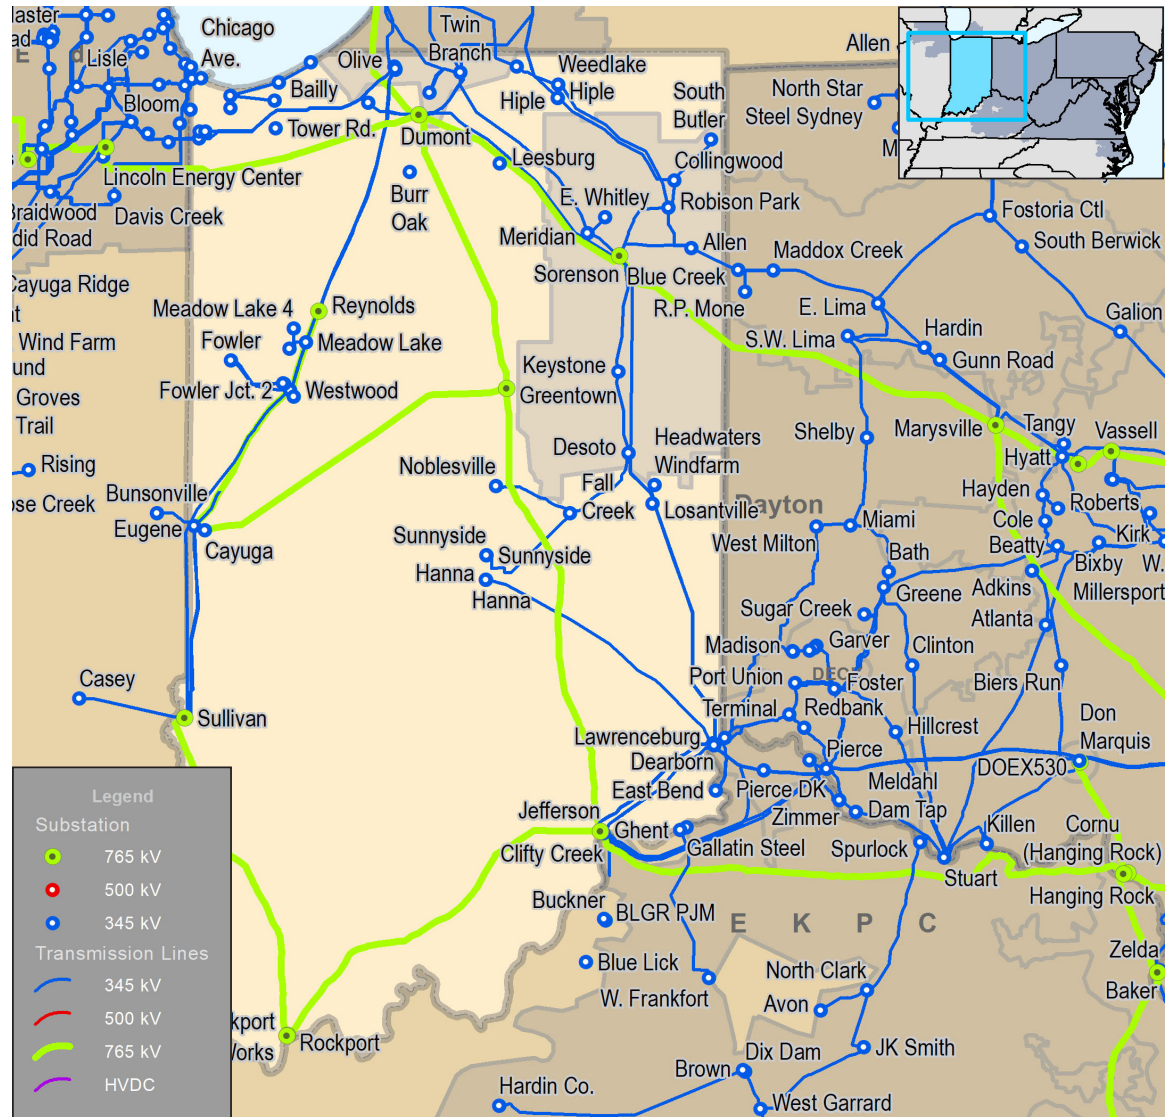 Chicago
Ave.
Twin
Branch
Allen
Lisle
E
d
Olive
Weedlake
Hiple
Hiple
Bailly
Bloom
South
Butler
North Star
Steel Sydney
Tower Rd.
Dumont
Leesburg
Collingwood
M
Lincoln Energy Center
Burr
Oak
E. Whitley
Robison Park
Braidwood
Davis Creek
did Road
Meridian
Allen
Fostoria Ctl
South Berwick
Maddox Creek
Sorenson
Blue Creek
Cayuga Ridge
R.P. Mone
E. Lima
Galion
Meadow Lake 4
Reynolds
Wind Farm
Fowler
Meadow Lake
S.W. Lima
Hardin
Gunn Road
Keystone
Fowler Jct. 2
Westwood
Greentown
Groves
Trail
Shelby
Marysville
Tangy
Vassell
Desoto
Headwaters
Windfarm
Hyatt
Rising
Noblesville
Fall
Creek
Losantville
Hayden
Roberts
ose Creek
Bunsonville
Eugene
Cayuga
Dayton
Miami
Cole
Kirk
West Milton
Sunnyside
Sunnyside
Beatty
Bixby
W.
Millersport
Bath
Hanna
Hanna
Greene
Adkins
Sugar Creek
Atlanta
Madison
Garver
Clinton
Casey
Port Union
DEOK
Foster
Biers Run
Sullivan
Terminal
Redbank
Don
Marquis
Lawrenceburg
Hillcrest
Dearborn
Pierce
DOEX530
East Bend
Pierce DK
Meldahl
Dam Tap
Zimmer
Jefferson
Ghent
Killen
Cornu
(Hanging Rock)
Clifty Creek
Gallatin Steel
Spurlock
Stuart
Hanging Rock
Buckner
BLGR PJM
E K P C
Zelda
Blue Lick
North Clark
Baker
W. Frankfort
Avon
kport
Works
Rockport
Dix Dam
JK Smith
Brown
Hardin Co.
West Garrard
Legend
Substation
765 kV
500 kV
345 kV
Transmission Lines
345 kV
500 kV
765 kV
HVDC